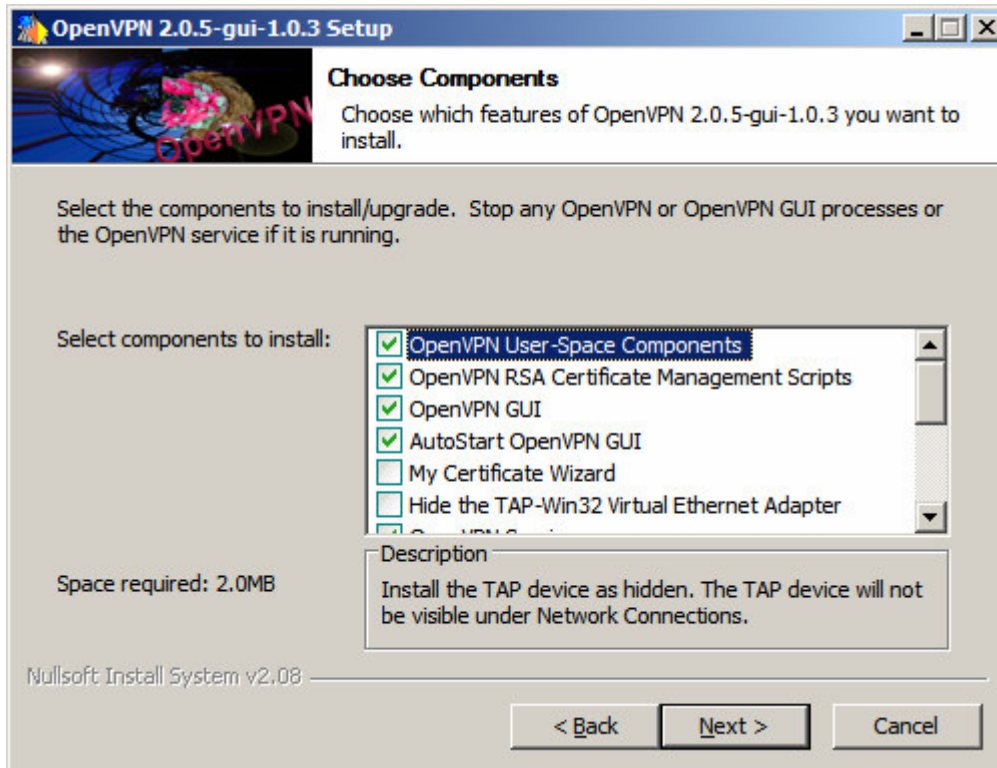 OpenVPN 2.0.5-gui-1.0.3 Setup
OpenVPN
Choose Components
Choose which features of OpenVPN 2.0.5-gui-1.0.3 you want to
install.
Select the components to install/upgrade. Stop any OpenVPN or OpenVPN GUI processes or
the OpenVPN service if it is running.
Select components to install:
OpenVPN User-Space Components
OpenVPN RSA Certificate Management Scripts
OpenVPN GUI
AutoStart OpenVPN GUI
My Certificate Wizard
Hide the TAP-Win32 Virtual Ethernet Adapter
Space required: 2.0MB
Description
Install the TAP device as hidden. The TAP device will not
be visible under Network Connections.
Nullsoft Install System v2.08
< Back
Next >
Cancel